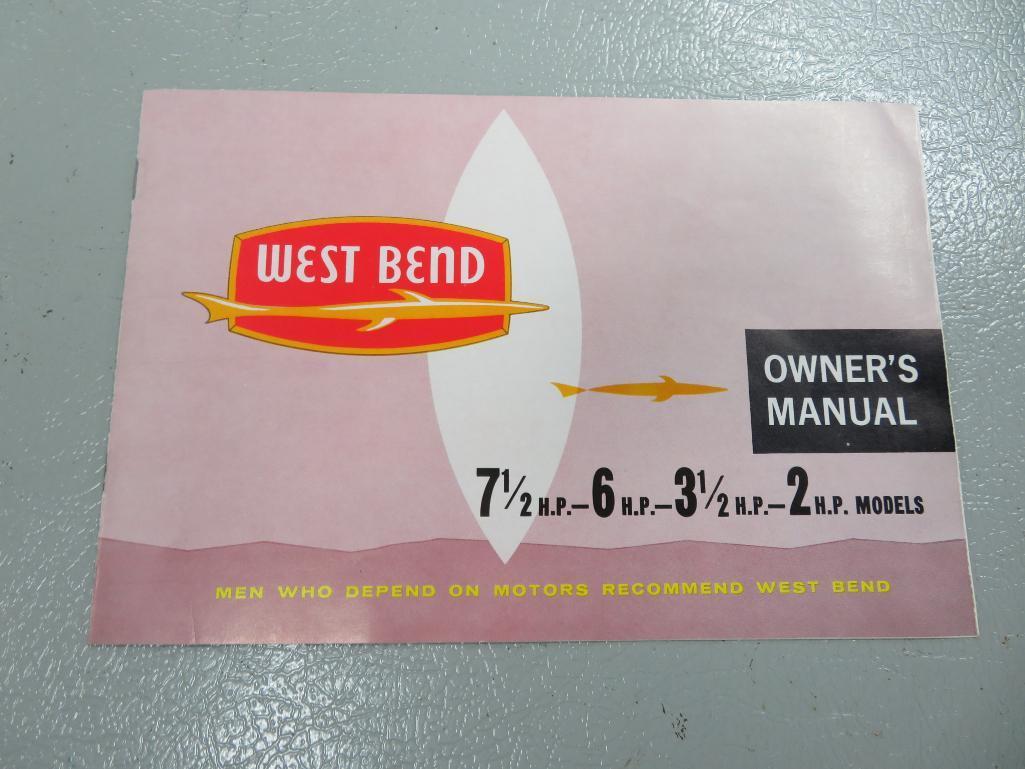 WEST BEND
OWNER'S
MANUAL
7½ H.P.–6 H.P.–3½ H.P.–2 H.P. MODELS
MEN WHO DEPEND ON MOTORS RECOMMEND WEST BEND